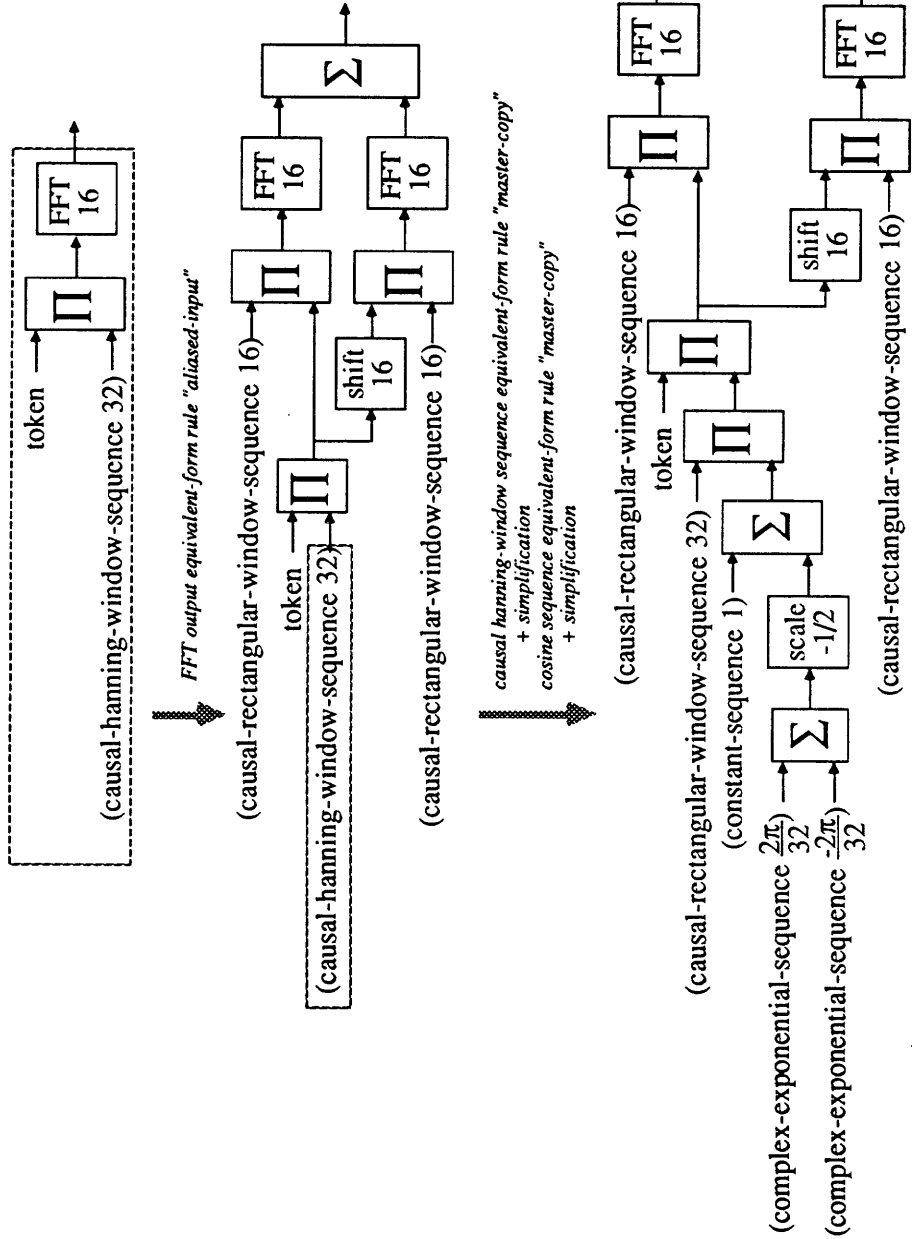 token
(causal-hanning-window-sequence 32)
Π
FFT
16
FFT output equivalent-form rule "aliased-input"
(causal-rectangular-window-sequence 16)
Π
FFT
16
token
(causal-hanning-window-sequence 32)
Π
shift
16
(causal-rectangular-window-sequence 16)
Π
FFT
16
Σ
causal hanning-window sequence equivalent-form rule "master-copy"
+ simplification
cosine sequence equivalent-form rule "master-copy"
+ simplification
(causal-rectangular-window-sequence 16)
Π
FFT
16
token
Π
(causal-rectangular-window-sequence 32)
Π
(constant-sequence 1)
Σ
(complex-exponential-sequence 2π/32)
(complex-exponential-sequence -2π/32)
Σ
scale
-1/2
shift
16
(causal-rectangular-window-sequence 16)
Π
FFT
16